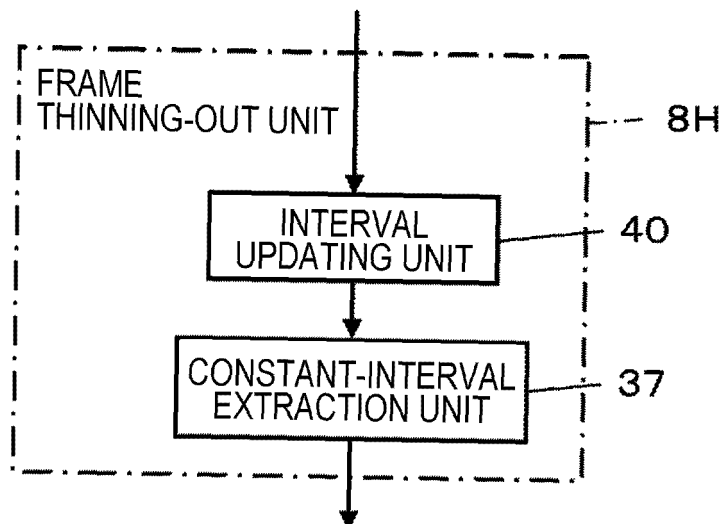 FRAME
THINNING-OUT UNIT
8H
INTERVAL
UPDATING UNIT
40
CONSTANT-INTERVAL
EXTRACTION UNIT
37